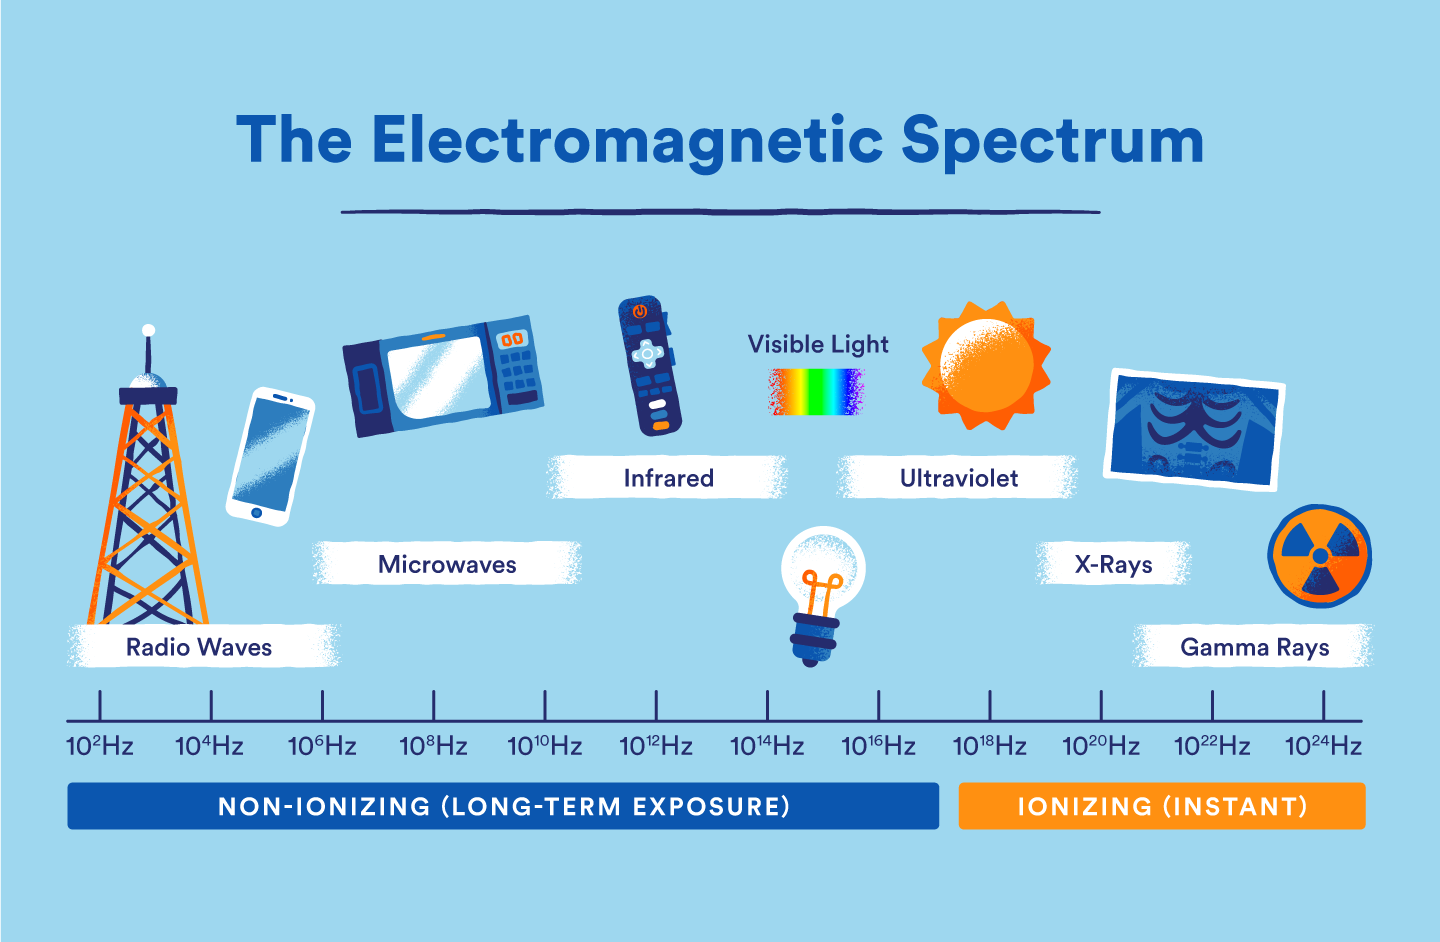 The Electromagnetic Spectrum
Visible Light
Infrared
Ultraviolet
Microwaves
X-Rays
Radio Waves
Gamma Rays
10²Hz 10⁴Hz 10⁶Hz 10⁸Hz 10¹⁰Hz 10¹²Hz 10¹⁴Hz 10¹⁶Hz 10¹⁸Hz 10²⁰Hz 10²²Hz 10²⁴Hz
NON-IONIZING (LONG-TERM EXPOSURE) IONIZING (INSTANT)